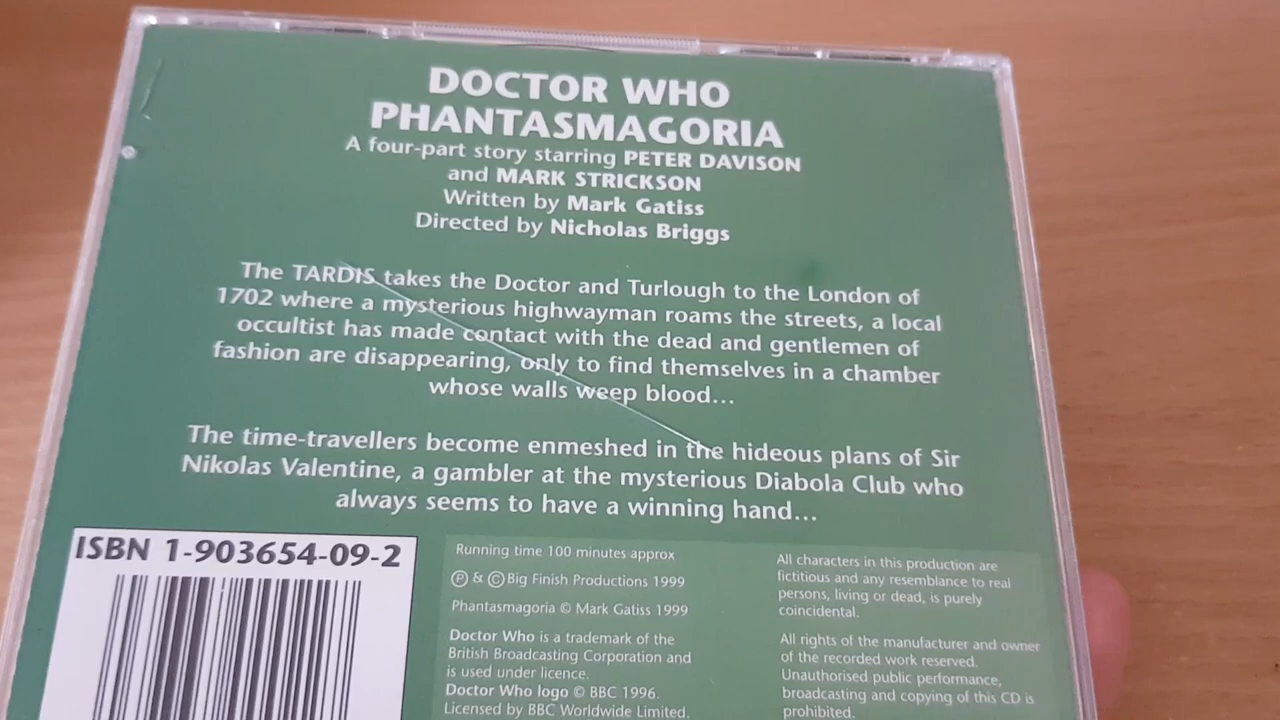 DOCTOR WHO
PHANTASMAGORIA
A four-part story starring PETER DAVISON
and MARK STRICKSON
Written by Mark Gatiss
Directed by Nicholas Briggs
The TARDIS takes the Doctor and Turlough to the London of
1702 where a mysterious highwayman roams the streets, a local
occultist has made contact with the dead and gentlemen of
fashion are disappearing, only to find themselves in a chamber
whose walls weep blood...
The time-travellers become enmeshed in the hideous plans of Sir
Nikolas Valentine, a gambler at the mysterious Diabola Club who
always seems to have a winning hand...
ISBN 1-903654-09-2
Running time 100 minutes approx
Ⓟ & ©Big Finish Productions 1999
Phantasmagoria © Mark Gatiss 1999
Doctor Who is a trademark of the
British Broadcasting Corporation and
is used under licence.
Doctor Who logo © BBC 1996.
Licensed by BBC Worldwide Limited.
All characters in this production are
fictitious and any resemblance to real
persons, living or dead, is purely
coincidental.
All rights of the manufacturer and owner
of the recorded work reserved.
Unauthorised public performance,
broadcasting and copying of this CD is
prohibited.